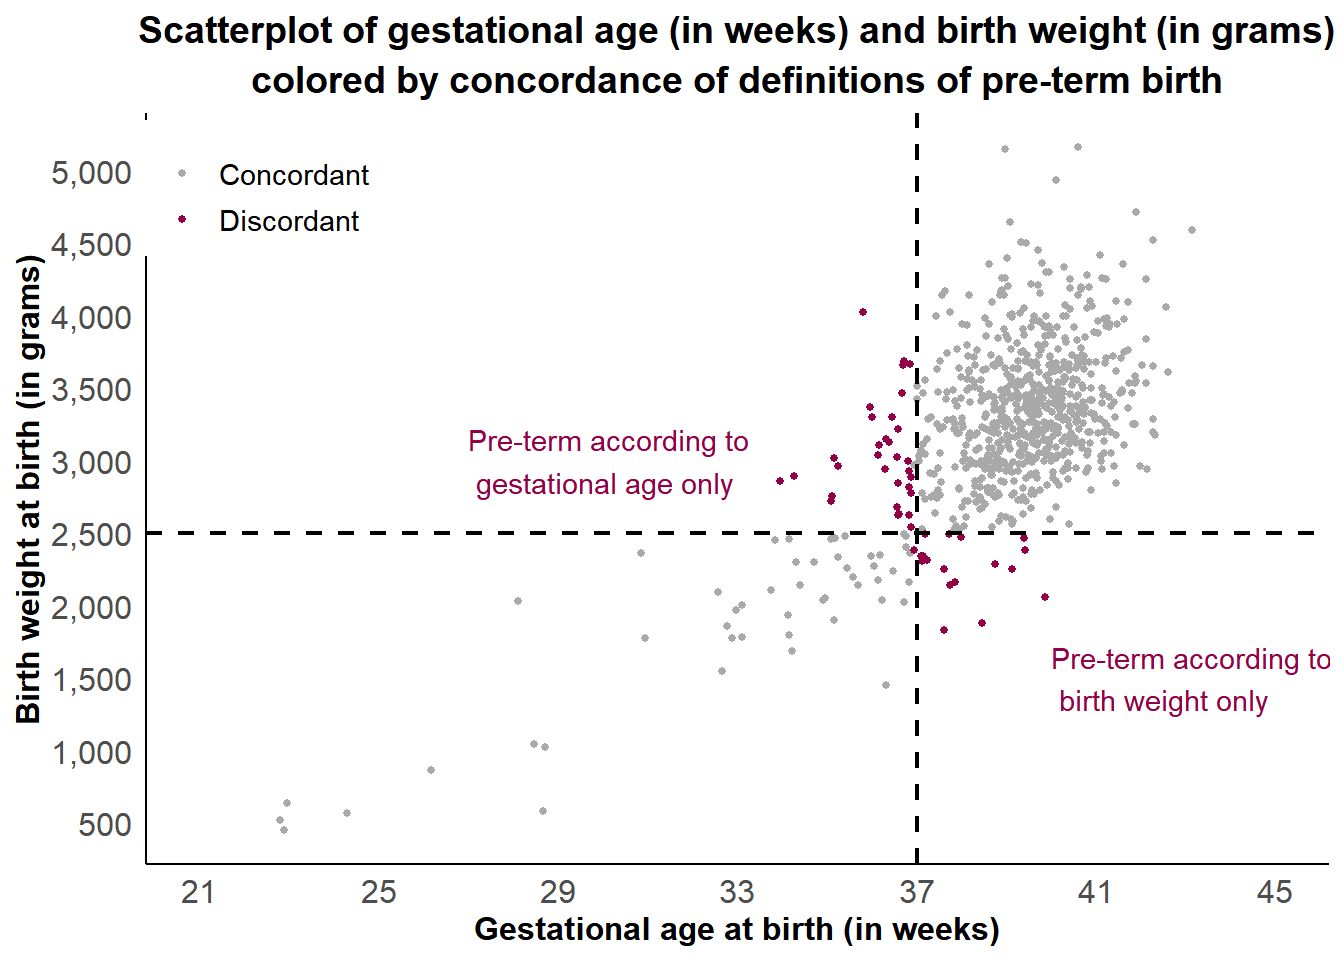 Scatterplot of gestational age (in weeks) and birth weight (in grams)
colored by concordance of definitions of pre-term birth
Birth weight at birth (in grams)
5,000
4,500
4,000
3,500
3,000
2,500
2,000
1,500
1,000
500
Concordant
Discordant
Pre-term according to
gestational age only
Pre-term according to
birth weight only
21
25
29
33
37
41
45
Gestational age at birth (in weeks)